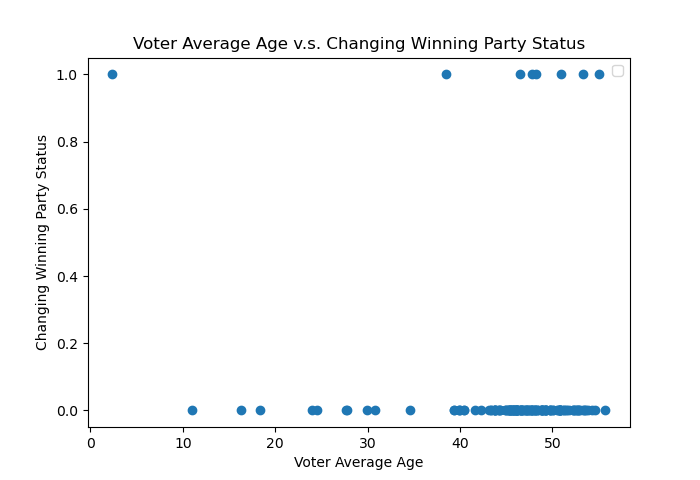 Voter Average Age v.s. Changing Winning Party Status
1.0
0.8
0.6
0.4
0.2
0.0
Changing Winning Party Status
0 10 20 30 40 50
Voter Average Age